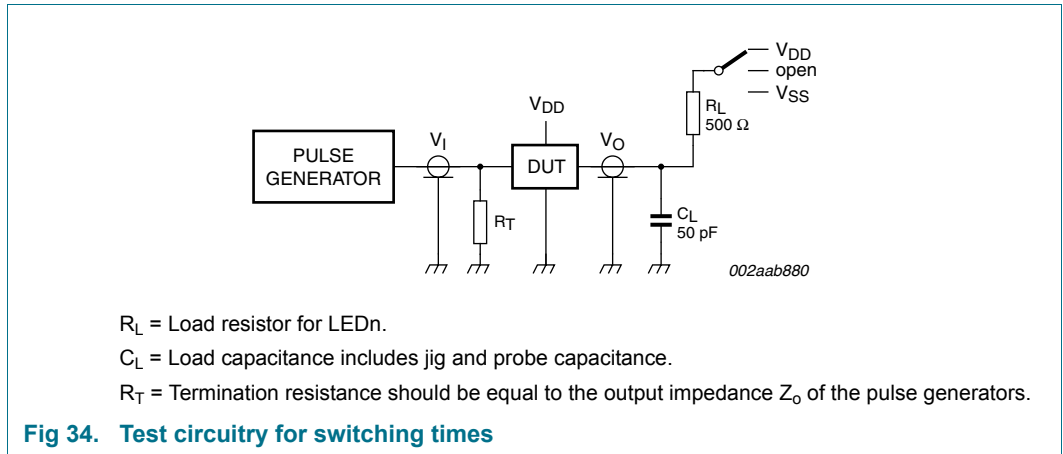 VDD
open
VSS
RL
500 Ω
VDD
VI
VO
PULSE
GENERATOR
DUT
RT
CL
50 pF
002aab880
RL = Load resistor for LEDn.
CL = Load capacitance includes jig and probe capacitance.
RT = Termination resistance should be equal to the output impedance Zo of the pulse generators.
Fig 34. Test circuitry for switching times